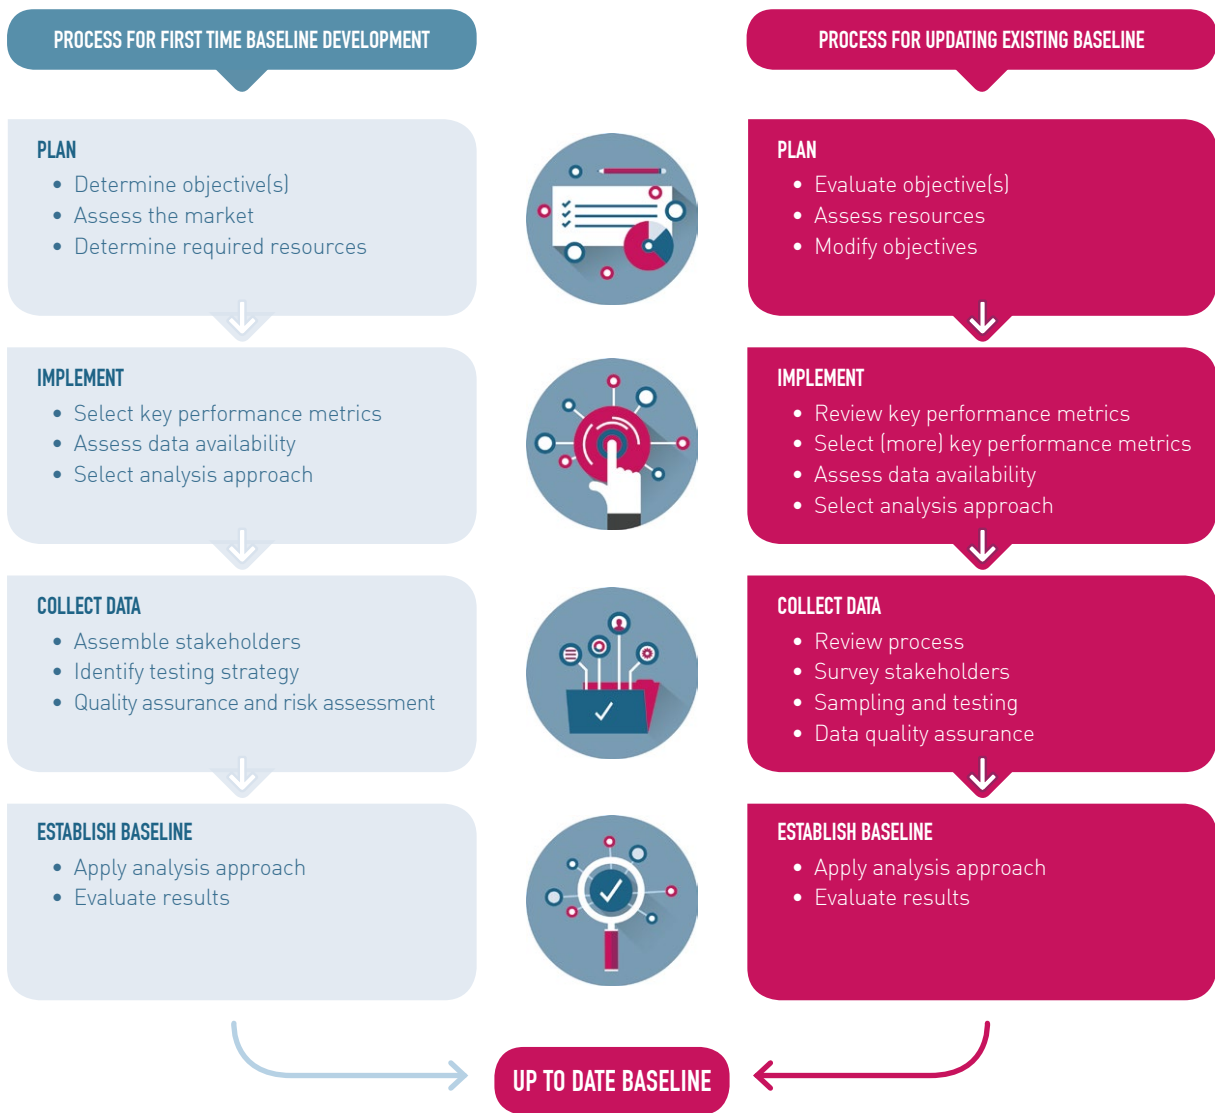 PROCESS FOR FIRST TIME BASELINE DEVELOPMENT
PLAN
• Determine objective(s)
• Assess the market
• Determine required resources
IMPLEMENT
• Select key performance metrics
• Assess data availability
• Select analysis approach
COLLECT DATA
• Assemble stakeholders
• Identify testing strategy
• Quality assurance and risk assessment
ESTABLISH BASELINE
• Apply analysis approach
• Evaluate results
PROCESS FOR UPDATING EXISTING BASELINE
PLAN
• Evaluate objective(s)
• Assess resources
• Modify objectives
IMPLEMENT
• Review key performance metrics
• Select (more) key performance metrics
• Assess data availability
• Select analysis approach
COLLECT DATA
• Review process
• Survey stakeholders
• Sampling and testing
• Data quality assurance
ESTABLISH BASELINE
• Apply analysis approach
• Evaluate results
UP TO DATE BASELINE